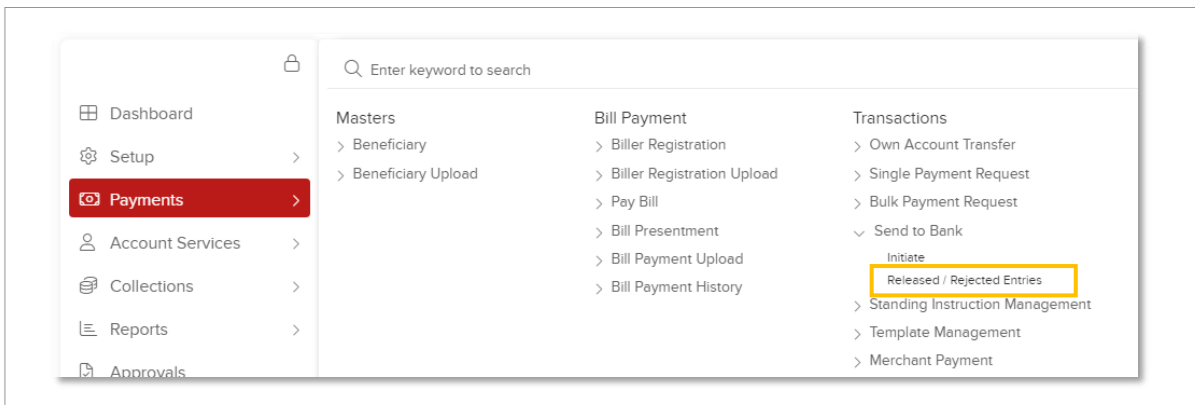 Enter keyword to search
Dashboard
Setup
Payments
Account Services
Collections
Reports
Approvals
Masters
Beneficiary
Beneficiary Upload
Bill Payment
Biller Registration
Biller Registration Upload
Pay Bill
Bill Presentment
Bill Payment Upload
Bill Payment History
Transactions
Own Account Transfer
Single Payment Request
Bulk Payment Request
Send to Bank
Initiate
Released / Rejected Entries
Standing Instruction Management
Template Management
Merchant Payment